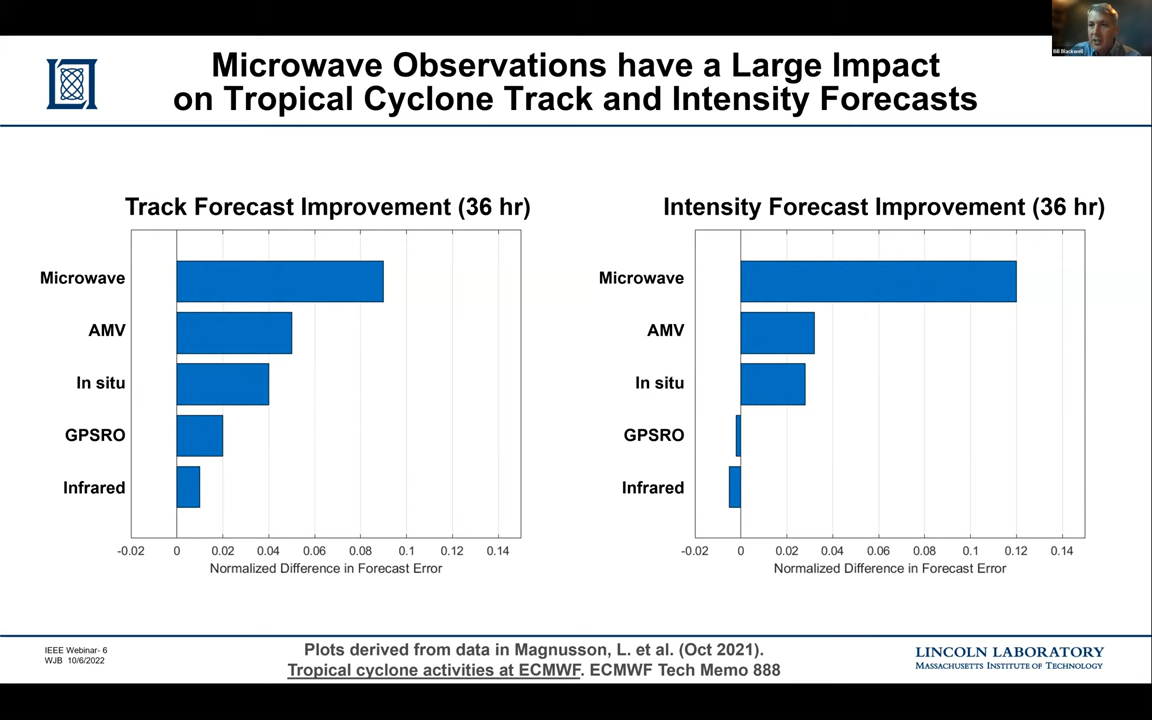 Bill Blackwell
Microwave Observations have a Large Impact
on Tropical Cyclone Track and Intensity Forecasts
Track Forecast Improvement (36 hr)
Microwave
AMV
In situ
GPSRO
Infrared
-0.02 0 0.02 0.04 0.06 0.08 0.1 0.12 0.14
Normalized Difference in Forecast Error
Intensity Forecast Improvement (36 hr)
Microwave
AMV
In situ
GPSRO
Infrared
-0.02 0 0.02 0.04 0.06 0.08 0.1 0.12 0.14
Normalized Difference in Forecast Error
IEEE Webinar- 6
WJB 10/6/2022
Plots derived from data in Magnusson, L. et al. (Oct 2021).
Tropical cyclone activities at ECMWF. ECMWF Tech Memo 888
LINCOLN LABORATORY
MASSACHUSETTS INSTITUTE OF TECHNOLOGY